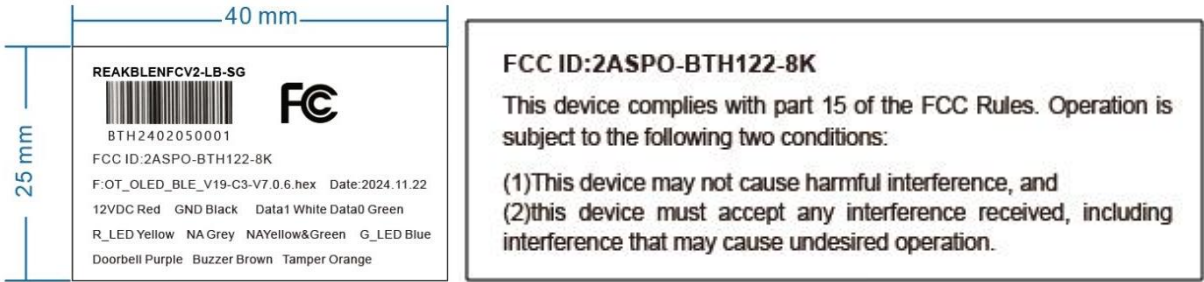 40 mm
25 mm
REAKBLENFCV2-LB-SG
FC
BTH2402050001
FCC ID:2ASPO-BTH122-8K
F:OT_OLED_BLE_V19-C3-V7.0.6.hex Date:2024.11.22
12VDC Red GND Black Data1 White Data0 Green
R_LED Yellow NA Grey NAYellow&Green G_LED Blue
Doorbell Purple Buzzer Brown Tamper Orange
FCC ID:2ASPO-BTH122-8K
This device complies with part 15 of the FCC Rules. Operation is
subject to the following two conditions:
(1)This device may not cause harmful interference, and
(2)this device must accept any interference received, including
interference that may cause undesired operation.